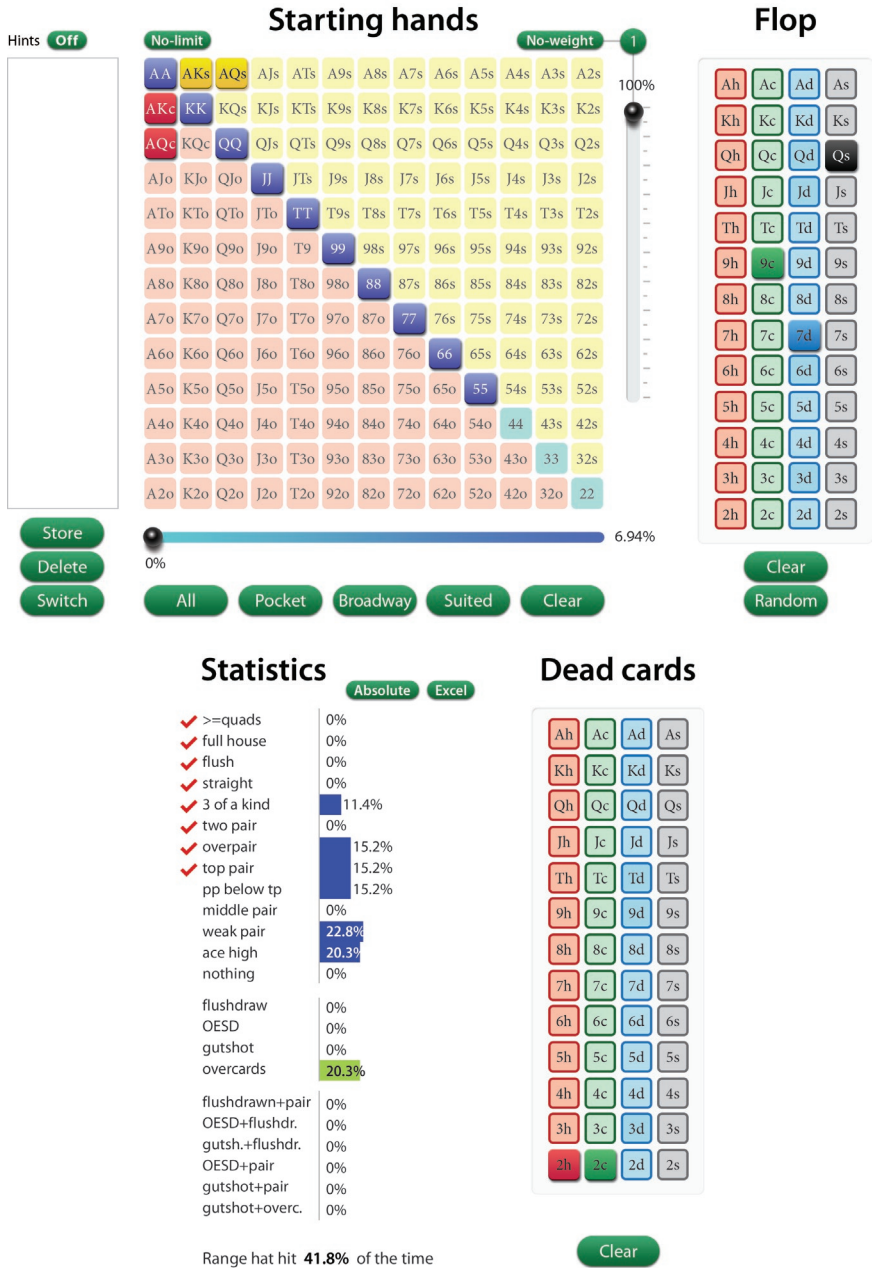 Starting hands
Flop
Hints Off
No-limit
No-weight
1
100%
AA AKs AQs AJs ATs A9s A8s A7s A6s A5s A4s A3s A2s
AKc KK KQs KJs KTs K9s K8s K7s K6s K5s K4s K3s K2s
AQc KQc QQ QJs QTs Q9s Q8s Q7s Q6s Q5s Q4s Q3s Q2s
AJo KJo QJo JJ JTs J9s J8s J7s J6s J5s J4s J3s J2s
ATo KTo QTo JTo TT T9s T8s T7s T6s T5s T4s T3s T2s
A9o K9o Q9o J9o T9 99 98s 97s 96s 95s 94s 93s 92s
A8o K8o Q8o J8o T8o 98o 88 87s 86s 85s 84s 83s 82s
A7o K7o Q7o J7o T7o 97o 87o 77 76s 75s 74s 73s 72s
A6o K6o Q6o J6o T6o 96o 86o 76o 66 65s 64s 63s 62s
A5o K5o Q5o J5o T5o 95o 85o 75o 65o 55 54s 53s 52s
A4o K4o Q4o J4o T4o 94o 84o 74o 64o 54o 44 43s 42s
A3o K3o Q3o J3o T3o 93o 83o 73o 63o 53o 43o 33 32s
A2o K2o Q2o J2o T2o 92o 82o 72o 62o 52o 42o 32o 22
Ah Ac Ad As
Kh Kc Kd Ks
Qh Qc Qd Qs
Jh Jc Jd Js
Th Tc Td Ts
9h 9c 9d 9s
8h 8c 8d 8s
7h 7c 7d 7s
6h 6c 6d 6s
5h 5c 5d 5s
4h 4c 4d 4s
3h 3c 3d 3s
2h 2c 2d 2s
Store
Delete
Switch
0%
6.94%
All
Pocket
Broadway
Suited
Clear
Clear
Random
Statistics
Absolute
Excel
>=quads 0%
full house 0%
flush 0%
straight 0%
3 of a kind 11.4%
two pair 0%
overpair 15.2%
top pair 15.2%
pp below tp 15.2%
middle pair 0%
weak pair 22.8%
ace high 20.3%
nothing 0%
flushdraw 0%
OESD 0%
gutshot 0%
overcards 20.3%
flushdrawn+pair 0%
OESD+flushdr. 0%
gutsh.+flushdr. 0%
OESD+pair 0%
gutshot+pair 0%
gutshot+overc. 0%
Range hat hit 41.8% of the time
Dead cards
Ah Ac Ad As
Kh Kc Kd Ks
Qh Qc Qd Qs
Jh Jc Jd Js
Th Tc Td Ts
9h 9c 9d 9s
8h 8c 8d 8s
7h 7c 7d 7s
6h 6c 6d 6s
5h 5c 5d 5s
4h 4c 4d 4s
3h 3c 3d 3s
2h 2c 2d 2s
Clear